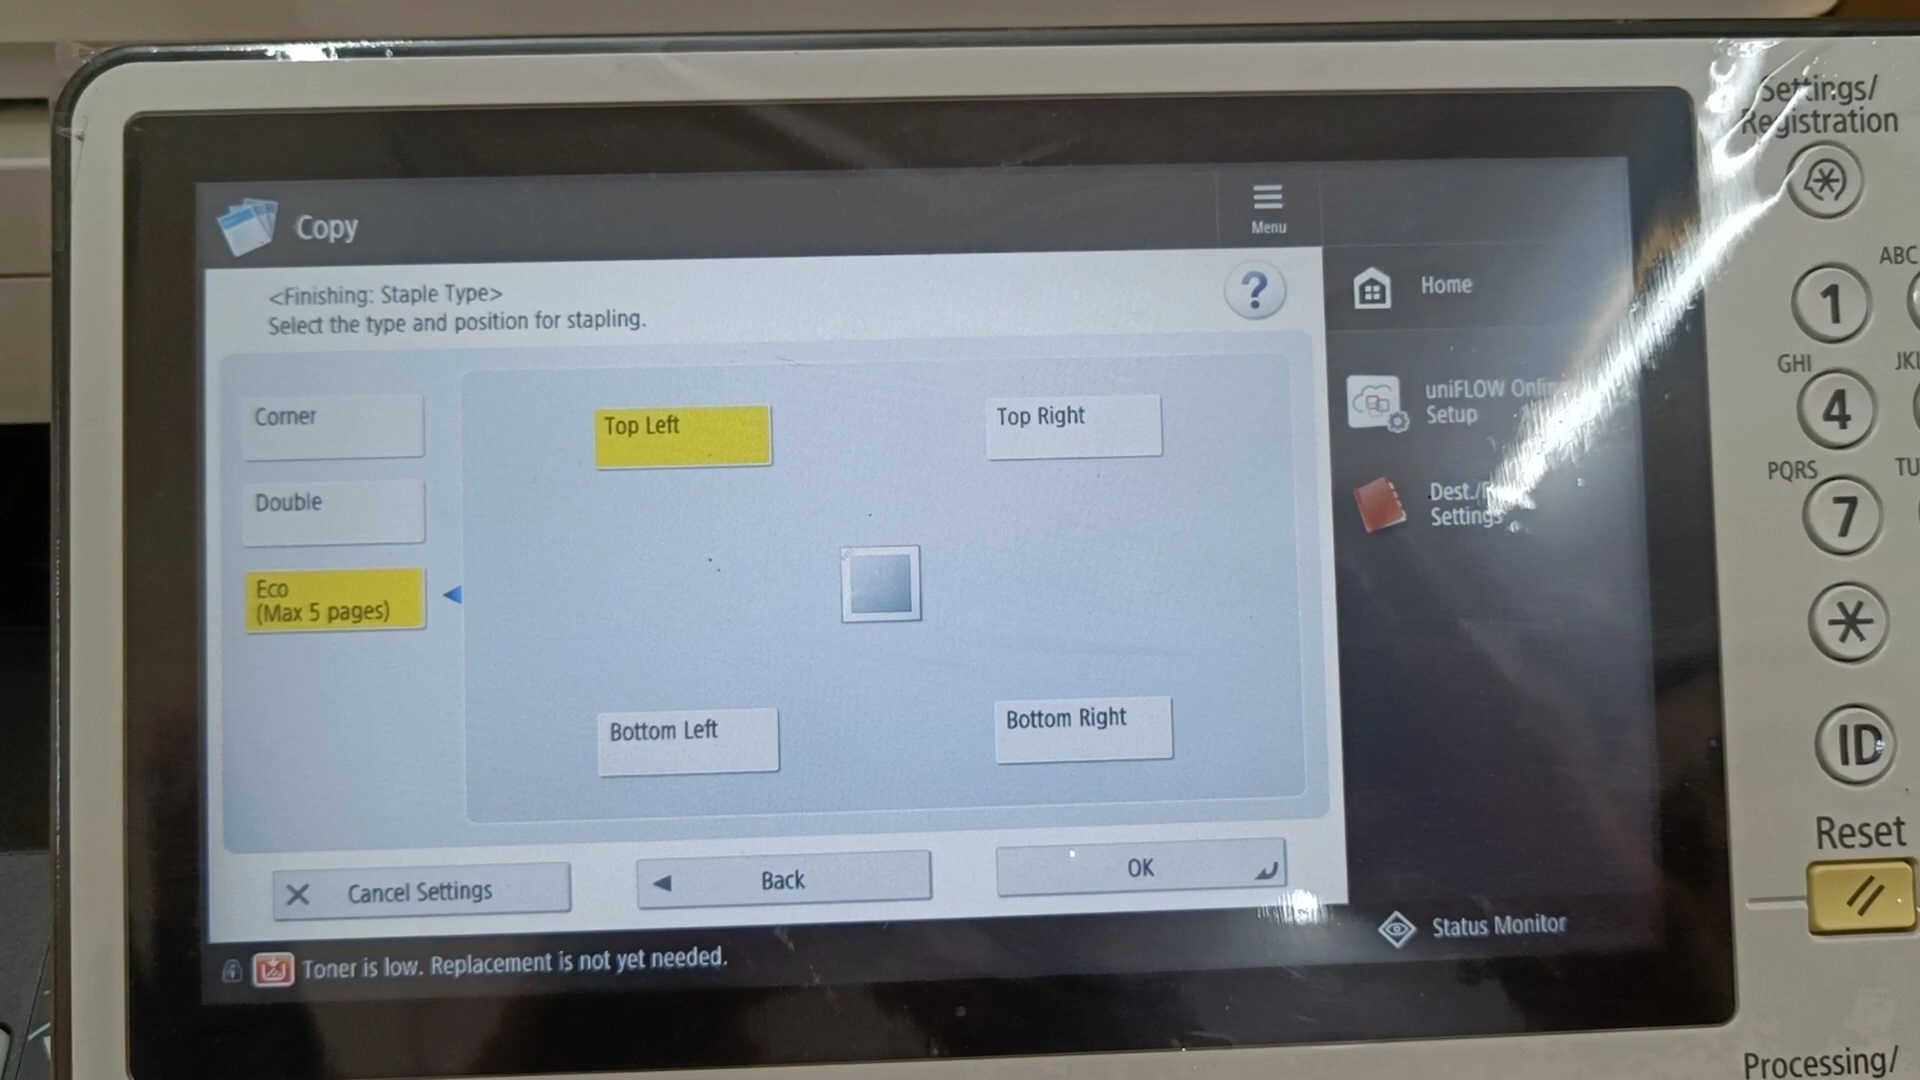 Copy
Menu
<Finishing: Staple Type>
Select the type and position for stapling.
?
Corner
Double
Eco
(Max 5 pages)
Top Left
Top Right
Bottom Left
Bottom Right
Cancel Settings
Back
OK
Toner is low. Replacement is not yet needed.
Home
uniFLOW
Setup
Dest./
Settings
Status Monitor
Settings/
Registration
ABC
1
GHI
4
PQRS
7
ID
Reset
Processing/